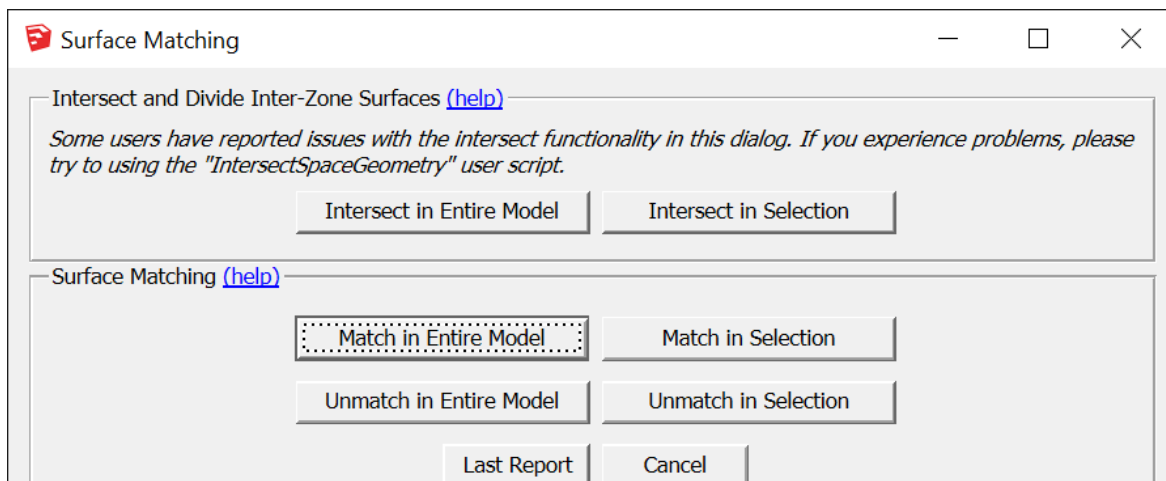 Surface Matching
Intersect and Divide Inter-Zone Surfaces (help)
Some users have reported issues with the intersect functionality in this dialog. If you experience problems, please
try to using the "IntersectSpaceGeometry" user script.
Intersect in Entire Model Intersect in Selection
Surface Matching (help)
Match in Entire Model Match in Selection
Unmatch in Entire Model Unmatch in Selection
Last Report Cancel